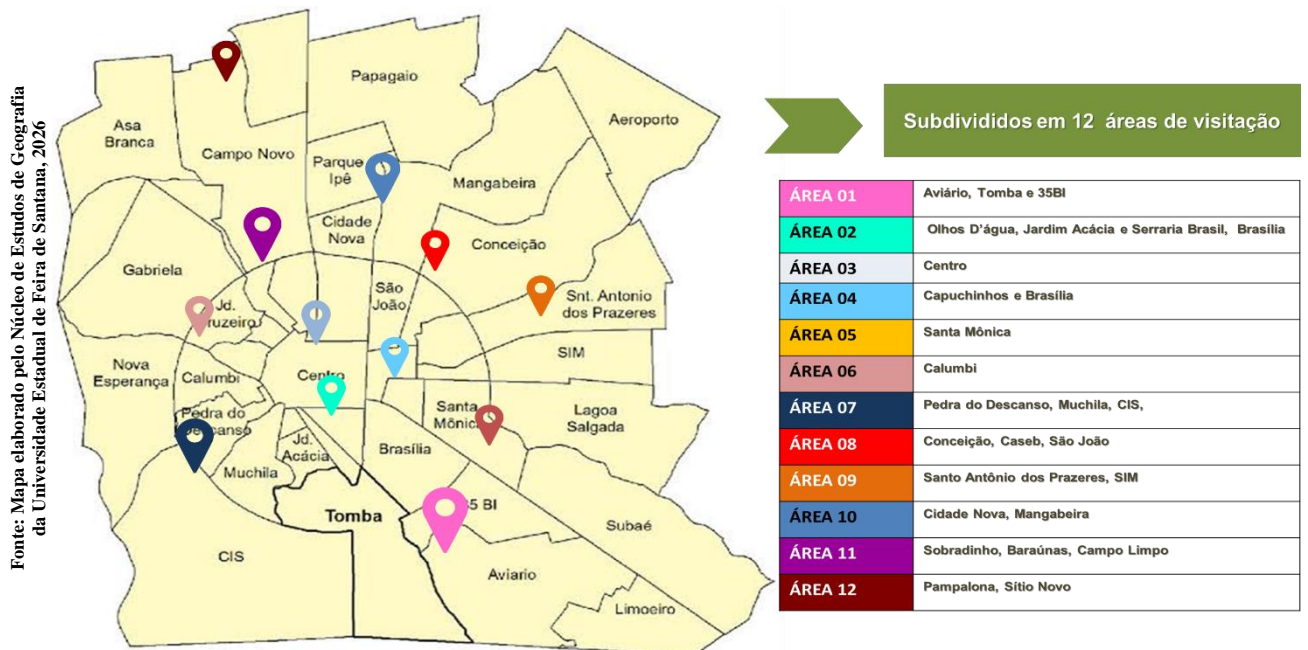 Fonte: Mapa elaborado pelo Núcleo de Estudos de Geografia
da Universidade Estadual de Feira de Santana, 2026
Papagaio
Aeroporto
Asa
Branca
Campo Novo
Parque
Ipê
Mangabeira
Cidade
Nova
Conceição
Gabriela
São
João
Snt. Antonio
dos Prazeres
Jd.
SIM
Nova
Esperança
Calumbi
Centro
Pedra do
Santa
Mônica
Lagoa
Salgada
Jd.
Acácia
Brasília
Muchila
Tomba
BI
Subaé
CIS
Aviario
Limoeiro
Subdivididos em 12 áreas de visitação
ÁREA 01 Aviário, Tomba e 35BI
ÁREA 02 Olhos D'água, Jardim Acácia e Serraria Brasil, Brasília
ÁREA 03 Centro
ÁREA 04 Capuchinhos e Brasília
ÁREA 05 Santa Mônica
ÁREA 06 Calumbi
ÁREA 07 Pedra do Descanso, Muchila, CIS,
ÁREA 08 Conceição, Caseb, São João
ÁREA 09 Santo Antônio dos Prazeres, SIM
ÁREA 10 Cidade Nova, Mangabeira
ÁREA 11 Sobradinho, Baraúnas, Campo Limpo
ÁREA 12 Pampalona, Sítio Novo